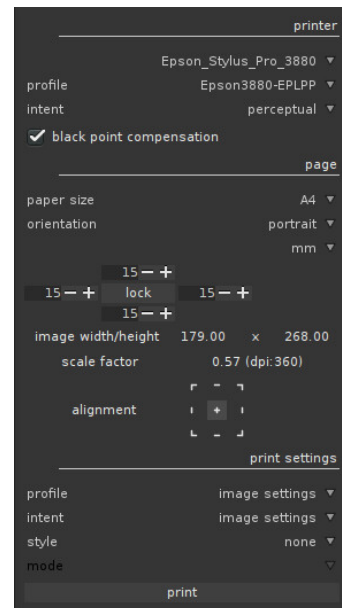 printer
Epson_Stylus_Pro_3880
profile Epson3880-EPLPP
intent perceptual
black point compensation
page
paper size A4
orientation portrait
mm
15 − +
15 − + lock 15 − +
15 − +
image width/height 179.00 x 268.00
scale factor 0.57 (dpi:360)
alignment
print settings
profile image settings
intent image settings
style none
mode
print